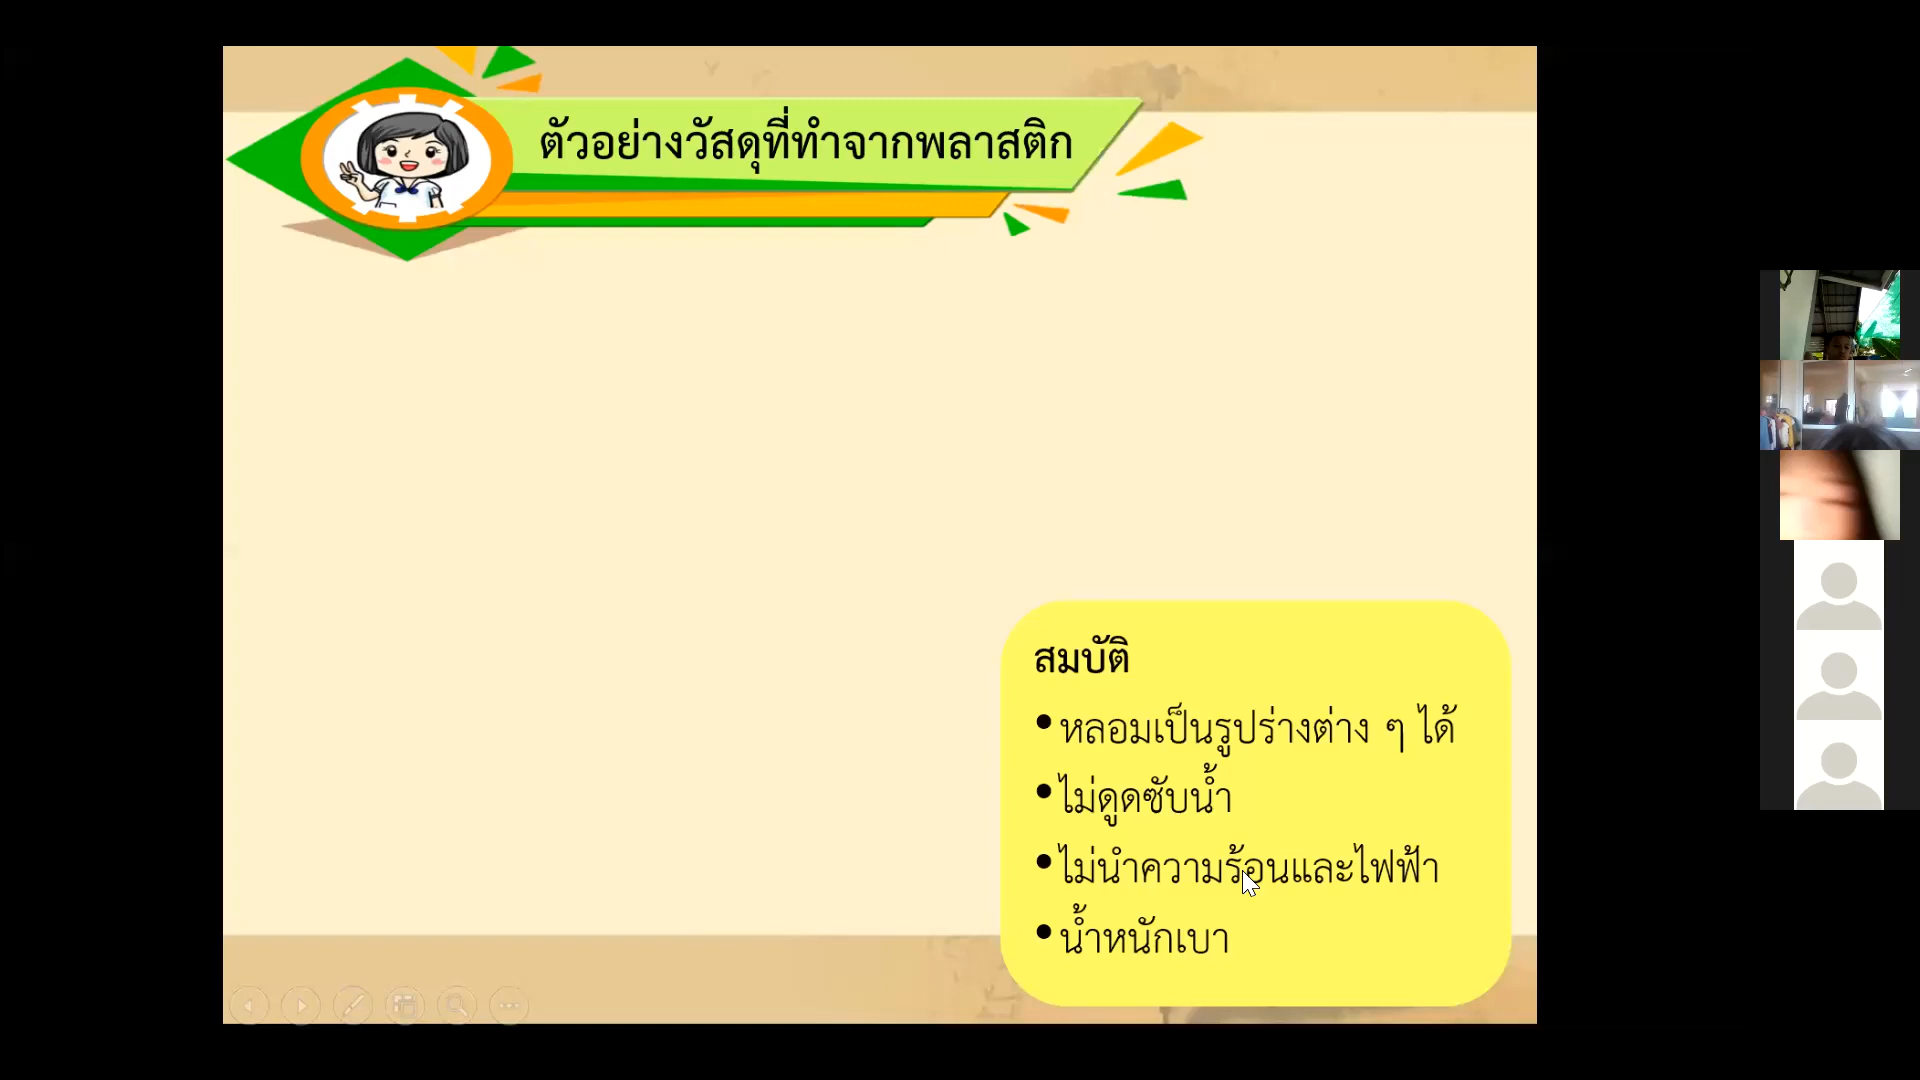 ตัวอย่างวัสดุที่ทำจากพลาสติก
สมบัติ
•หลอมเป็นรูปร่างต่าง ๆ ได้
•ไม่ดูดซับน้ำ
•ไม่นำความร้อนและไฟฟ้า
•น้ำหนักเบา